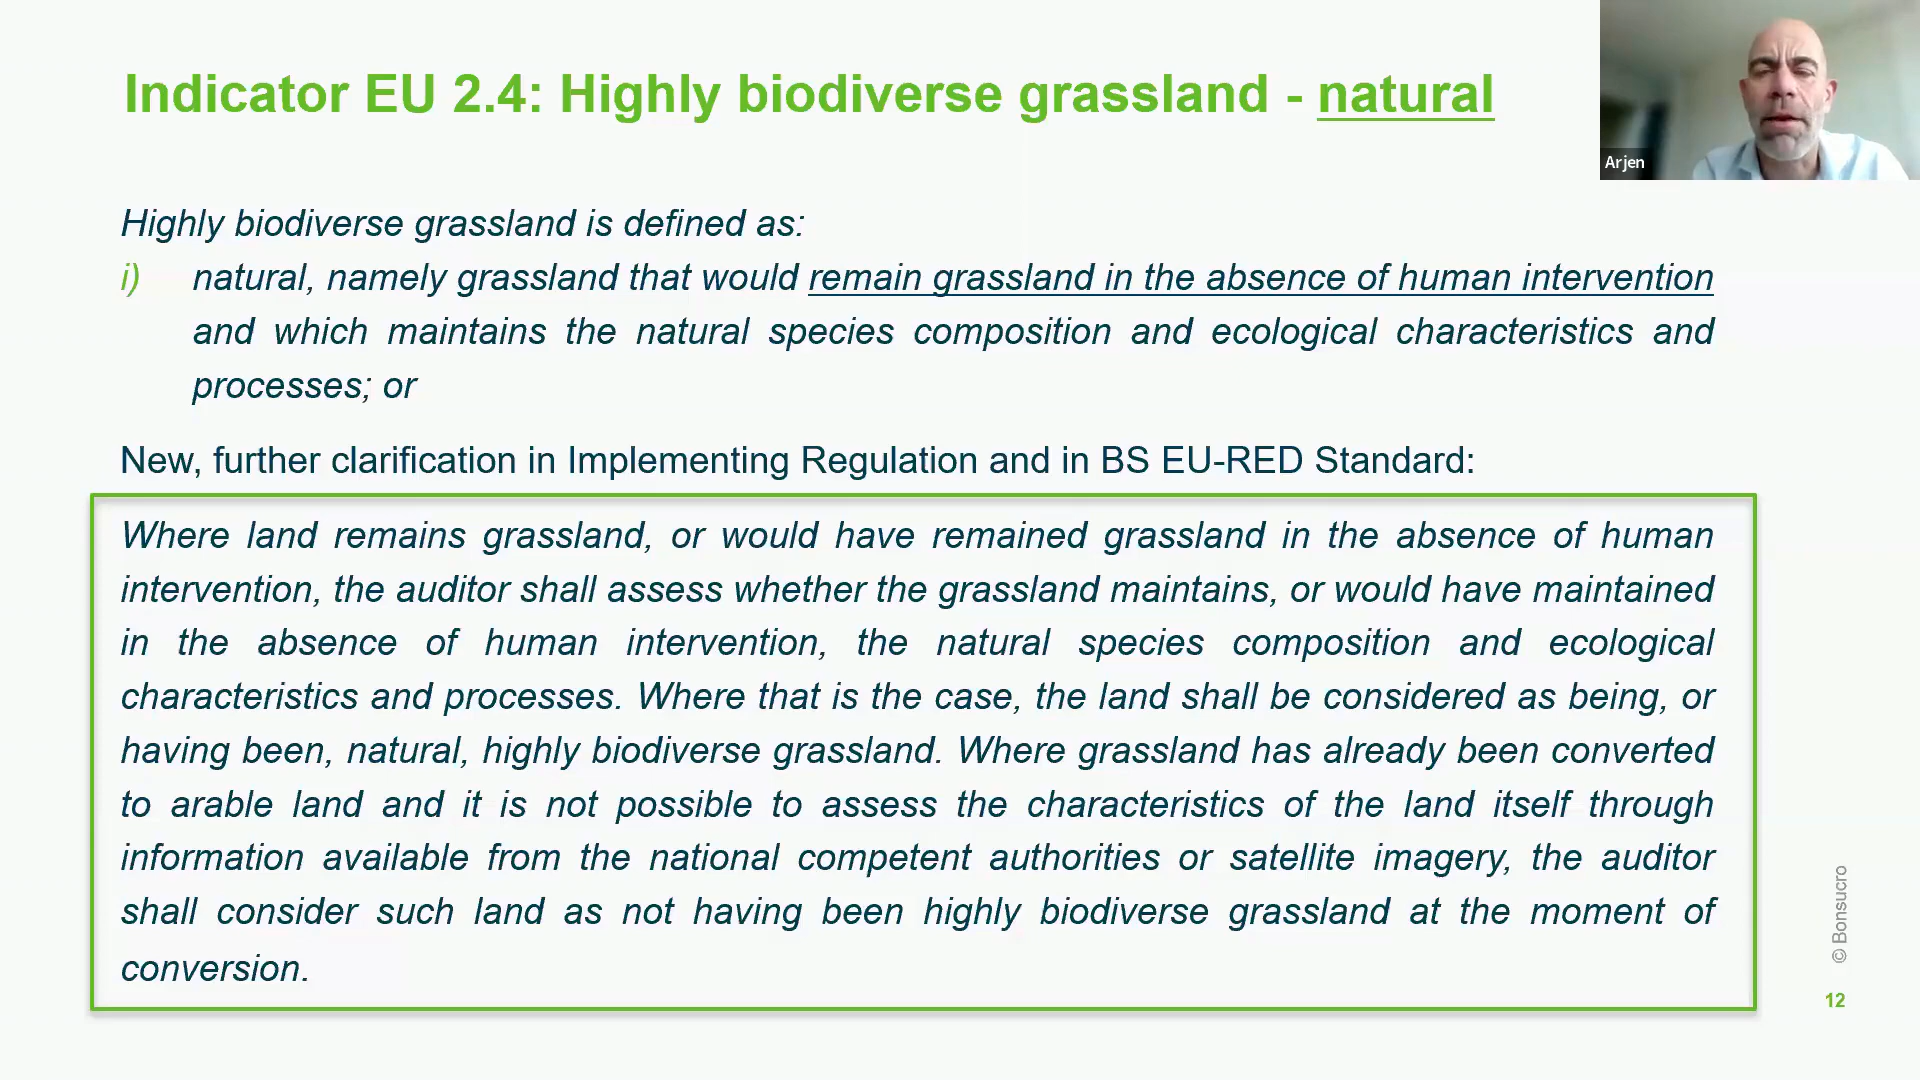 Indicator EU 2.4: Highly biodiverse grassland - natural
Arjen
Highly biodiverse grassland is defined as:
i) natural, namely grassland that would remain grassland in the absence of human intervention
and which maintains the natural species composition and ecological characteristics and
processes; or
New, further clarification in Implementing Regulation and in BS EU-RED Standard:
Where land remains grassland, or would have remained grassland in the absence of human
intervention, the auditor shall assess whether the grassland maintains, or would have maintained
in the absence of human intervention, the natural species composition and ecological
characteristics and processes. Where that is the case, the land shall be considered as being, or
having been, natural, highly biodiverse grassland. Where grassland has already been converted
to arable land and it is not possible to assess the characteristics of the land itself through
information available from the national competent authorities or satellite imagery, the auditor
shall consider such land as not having been highly biodiverse grassland at the moment of
conversion.
© Bonsucro
12